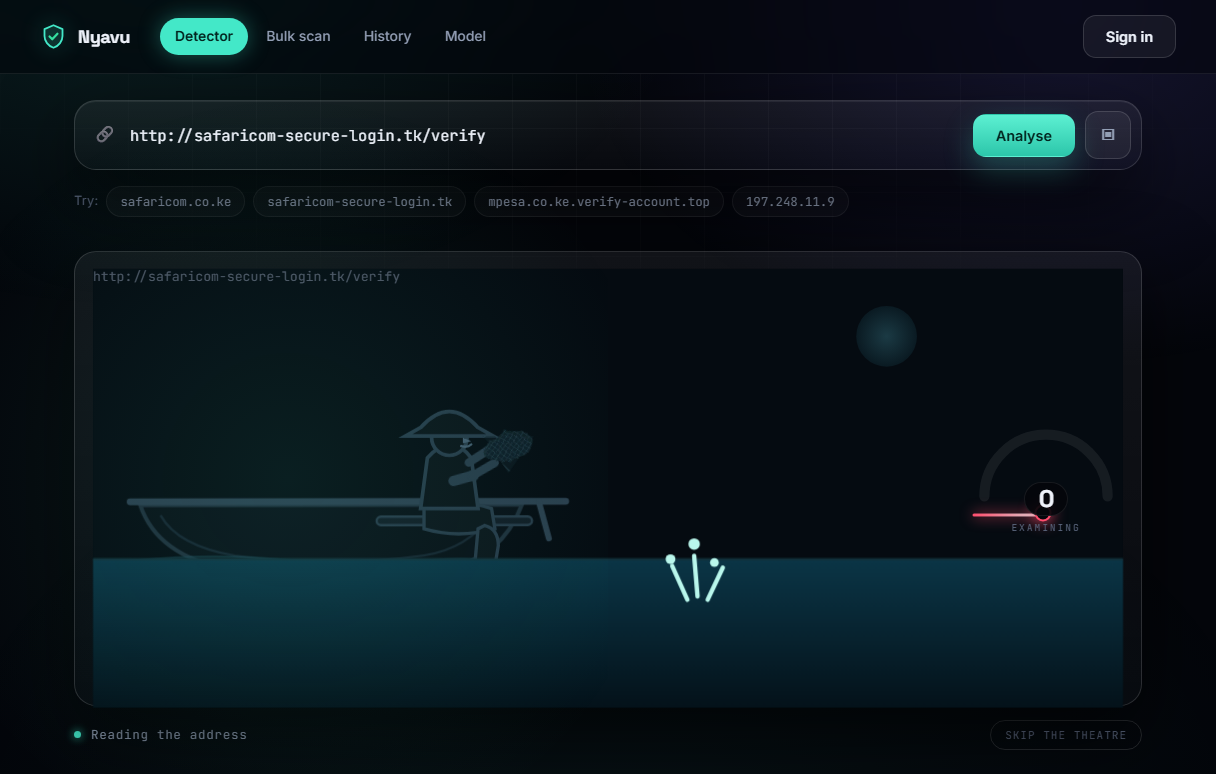 Nyavu
Detector
Bulk scan
History
Model
Sign in
http://safaricom-secure-login.tk/verify
Analyse
Try:
safaricom.co.ke
safaricom-secure-login.tk
mpesa.co.ke.verify-account.top
197.248.11.9
http://safaricom-secure-login.tk/verify
0
EXAMINING
Reading the address
SKIP THE THEATRE